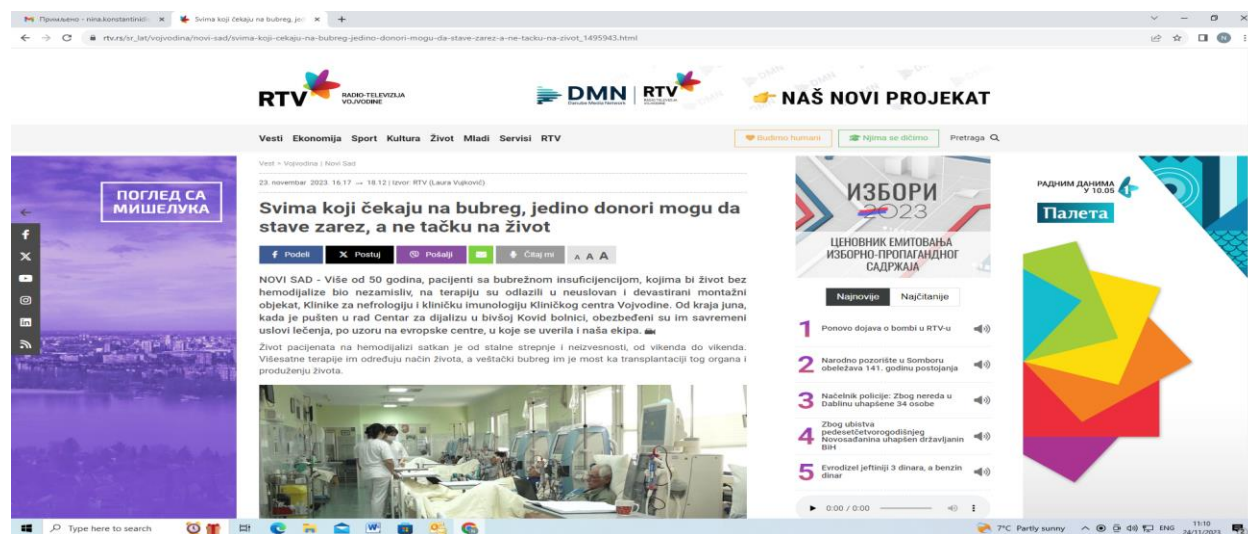 Примљено - nina.konstantinidi
Svima koji čekaju na bubreg, jed
rtv.rs/sr_lat/vojvodina/novi-sad/svima-koji-cekaju-na-bubreg-jedino-donori-mogu-da-stave-zarez-a-ne-tacku-na-zivot_1495943.html
RTV RADIO-TELEVIZIJA
VOJVODINE
DMN RTV
Danube Media Network
NAŠ NOVI PROJEKAT
Vesti Ekonomija Sport Kultura Život Mladi Servisi RTV
Budimo humani
Njima se dičimo
Pretraga
ПОГЛЕД СА
МИШЕЛУКА
Vest > Vojvodina | Novi Sad
23. novembar 2023. 16.17 → 18.12 | Izvor: RTV (Laura Vujković)
Svima koji čekaju na bubreg, jedino donori mogu da
stave zarez, a ne tačku na život
Podeli
Postuj
Pošalji
Čitaj mi
A A A
NOVI SAD - Više od 50 godina, pacijenti sa bubrežnom insuficijencijom, kojima bi život bez
hemodijalize bio nezamisliv, na terapiju su odlazili u neuslovan i devastirani montažni
objekat, Klinike za nefrologiju i kliničku imunologiju Kliničkog centra Vojvodine. Od kraja juna,
kada je pušten u rad Centar za dijalizu u bivšoj Kovid bolnici, obezbeđeni su im savremeni
uslovi lečenja, po uzoru na evropske centre, u koje se uverila i naša ekipa.
Život pacijenata na hemodijalizi satkan je od stalne strepnje i neizvesnosti, od vikenda do vikenda.
Višesatne terapije im određuju način života, a veštački bubreg im je most ka transplantaciji tog organa i
produženju života.
ИЗБОРИ
2023
ЦЕНОВНИК ЕМИТОВАЊА
ИЗБОРНО-ПРОПАГАНДНОГ
САДРЖАЈА
Najnovije
Najčitanije
1 Ponovo dojava o bombi u RTV-u
2 Narodno pozorište u Somboru
obeležava 141. godinu postojanja
3 Načelnik policije: Zbog nereda u
Dablinu uhapšene 34 osobe
4 Zbog ubistva
pedesetčetvorogodišnjeg
Novosađanina uhapšen državljanin
BiH
5 Evrodizel jeftiniji 3 dinara, a benzin
dinar
0:00 / 0:00
РАДНИМ ДАНИМА
У 10.05
1
Палета
Type here to search
7°C Partly sunny
ENG
11:10
24/11/2023